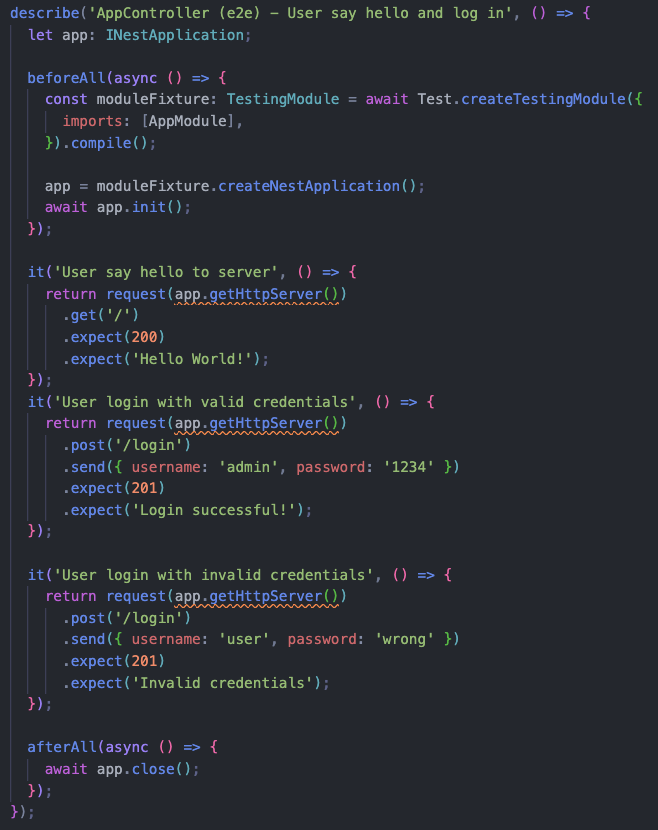 describe('AppController (e2e) - User say hello and log in', () => {
  let app: INestApplication;

  beforeAll(async () => {
    const moduleFixture: TestingModule = await Test.createTestingModule({
      imports: [AppModule],
    }).compile();

    app = moduleFixture.createNestApplication();
    await app.init();
  });

  it('User say hello to server', () => {
    return request(app.getHttpServer())
      .get('/')
      .expect(200)
      .expect('Hello World!');
  });
  it('User login with valid credentials', () => {
    return request(app.getHttpServer())
      .post('/login')
      .send({ username: 'admin', password: '1234' })
      .expect(201)
      .expect('Login successful!');
  });

  it('User login with invalid credentials', () => {
    return request(app.getHttpServer())
      .post('/login')
      .send({ username: 'user', password: 'wrong' })
      .expect(201)
      .expect('Invalid credentials');
  });

  afterAll(async () => {
    await app.close();
  });
});